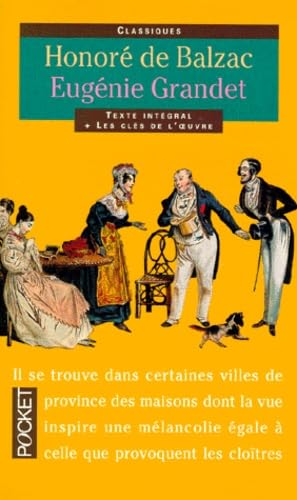 CLASSIQUES
Honoré de Balzac
Eugénie Grandet
TEXTE INTÉGRAL
+ LES CLÉS DE L'ŒUVRE
Il se trouve dans certaines villes de
province des maisons dont la vue
inspire une mélancolie égale à
celle que provoquent les cloîtres
POCKET